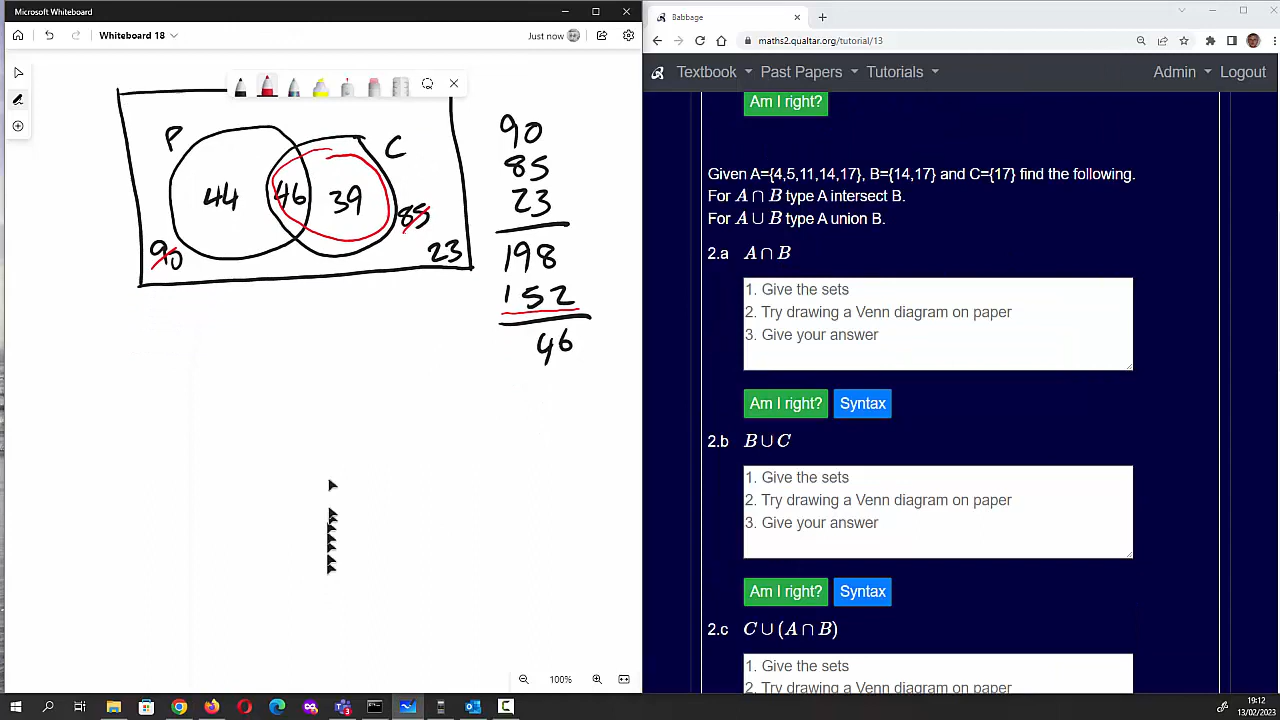 Microsoft Whiteboard
Whiteboard 18
Just now
P
C
44
46
39
90
85
23
90
85
23
198
152
46
100%
Babbage
maths2.qualtar.org/tutorial/13
Textbook
Past Papers
Tutorials
Admin
Logout
Am I right?
Given A={4,5,11,14,17}, B={14,17} and C={17} find the following.
For A ∩ B type A intersect B.
For A ∪ B type A union B.
2.a A ∩ B
1. Give the sets
2. Try drawing a Venn diagram on paper
3. Give your answer
Am I right? Syntax
2.b B ∪ C
1. Give the sets
2. Try drawing a Venn diagram on paper
3. Give your answer
Am I right? Syntax
2.c C ∪ (A ∩ B)
1. Give the sets
2. Try drawing a Venn diagram on paper
19:12
13/02/2023